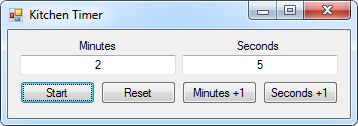 Kitchen Timer
Minutes Seconds
2 5
Start Reset Minutes +1 Seconds +1